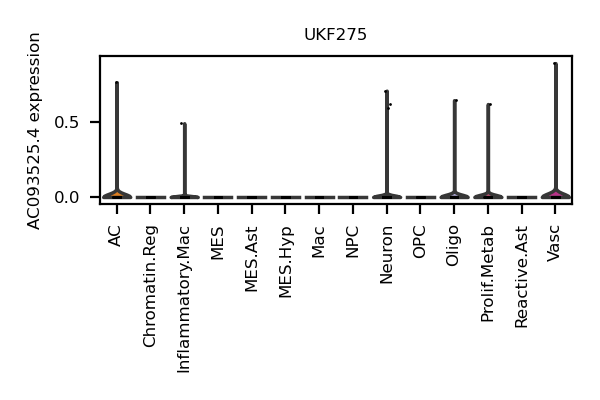 UKF275
AC093525.4 expression
0.5
0.0
AC
Chromatin.Reg
Inflammatory.Mac
MES
MES.Ast
MES.Hyp
Mac
NPC
Neuron
OPC
Oligo
Prolif.Metab
Reactive.Ast
Vasc